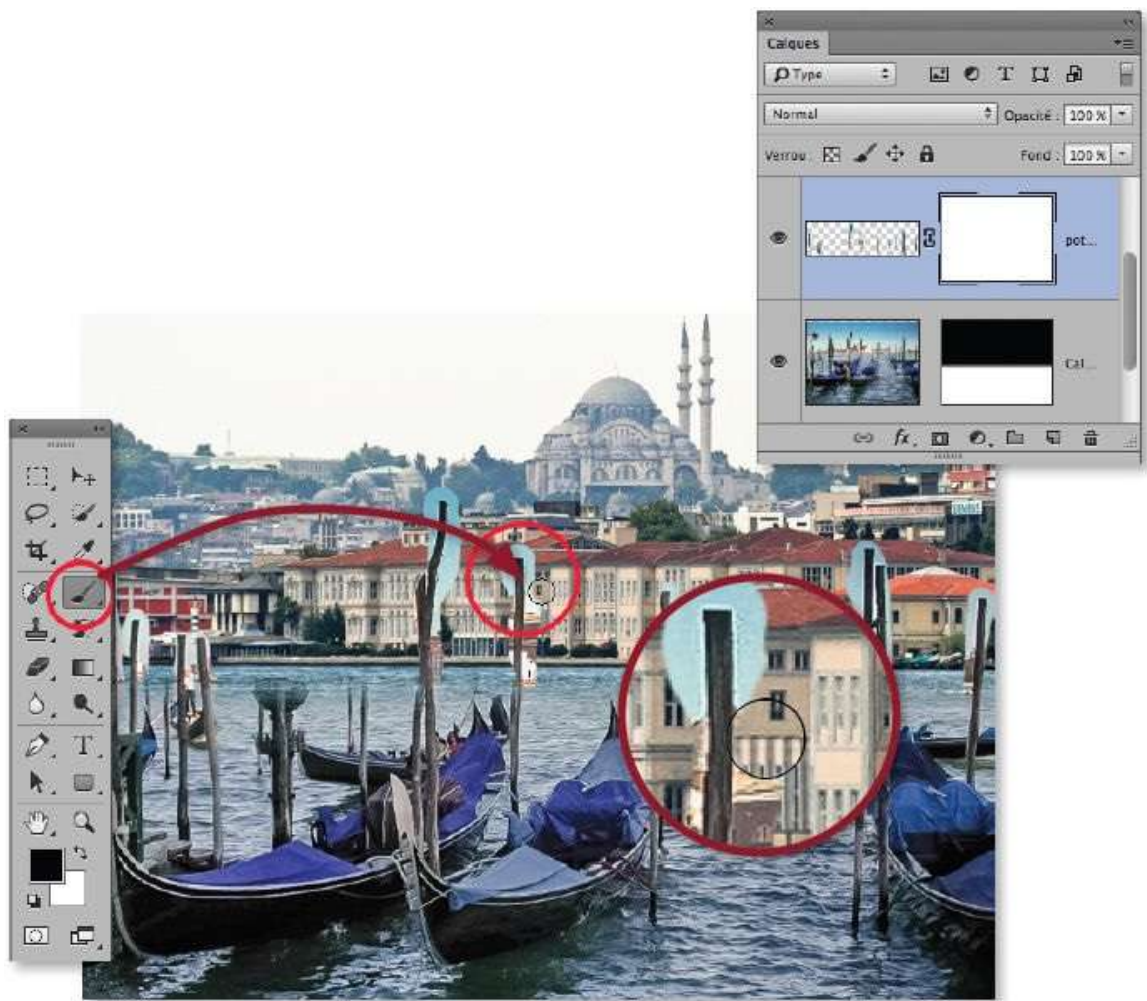 Calques
Type
T
Normal
Opacité : 100 %
Verrou :
Fond : 100 %
pot...
Cal...
fx.
T